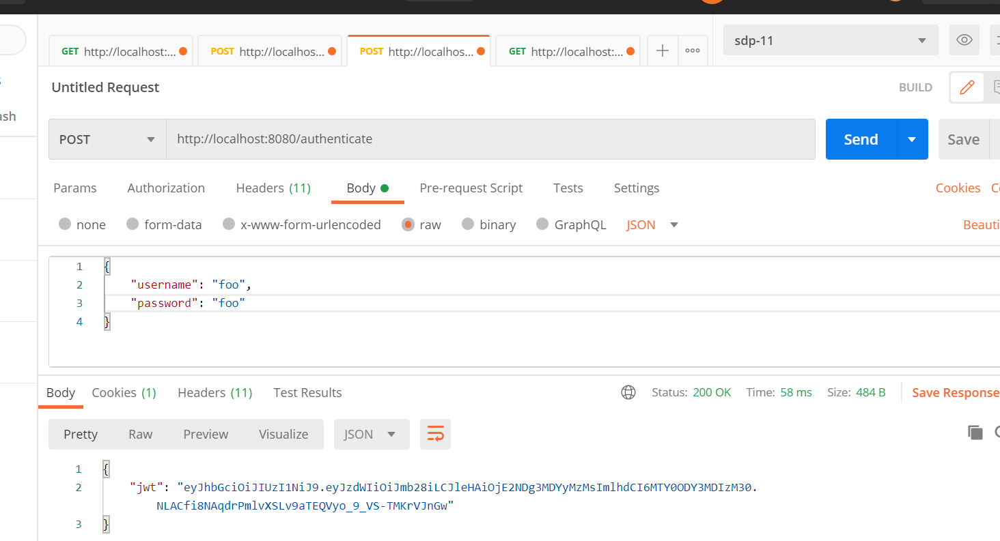 GET http://localhost:...
POST http://localhos...
POST http://localhos...
GET http://localhost:...
sdp-11
Untitled Request
BUILD
ash
POST
http://localhost:8080/authenticate
Send
Save
Params
Authorization
Headers (11)
Body
Pre-request Script
Tests
Settings
Cookies
none
form-data
x-www-form-urlencoded
raw
binary
GraphQL
JSON
Beauti
1 {
2 "username": "foo",
3 "password": "foo"
4 }
Body
Cookies (1)
Headers (11)
Test Results
Status: 200 OK
Time: 58 ms
Size: 484 B
Save Response
Pretty
Raw
Preview
Visualize
JSON
1 {
2 "jwt": "eyJhbGciOiJIUzI1NiJ9.eyJzdWIiOiJmb28iLCJleHAiOjE2NDg3MDYyMzMsImlhdCI6MTY0ODY3MDIzM30.
NLACfi8NAqdrPmlvXSLv9aTEQVyo_9_VS-TMKrVJnGw"
3 }